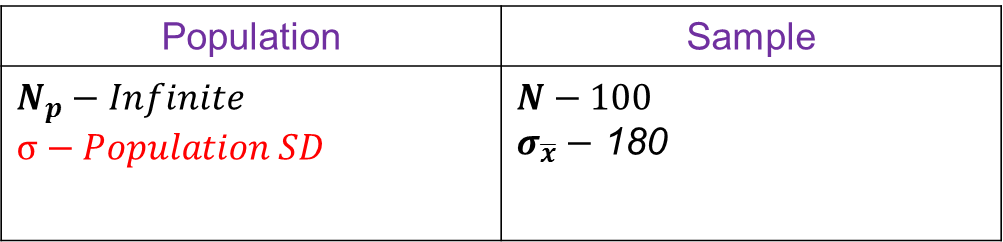 Population
Sample
N_p − Infinite
σ − Population SD
N − 100
σ_x̅ − 180